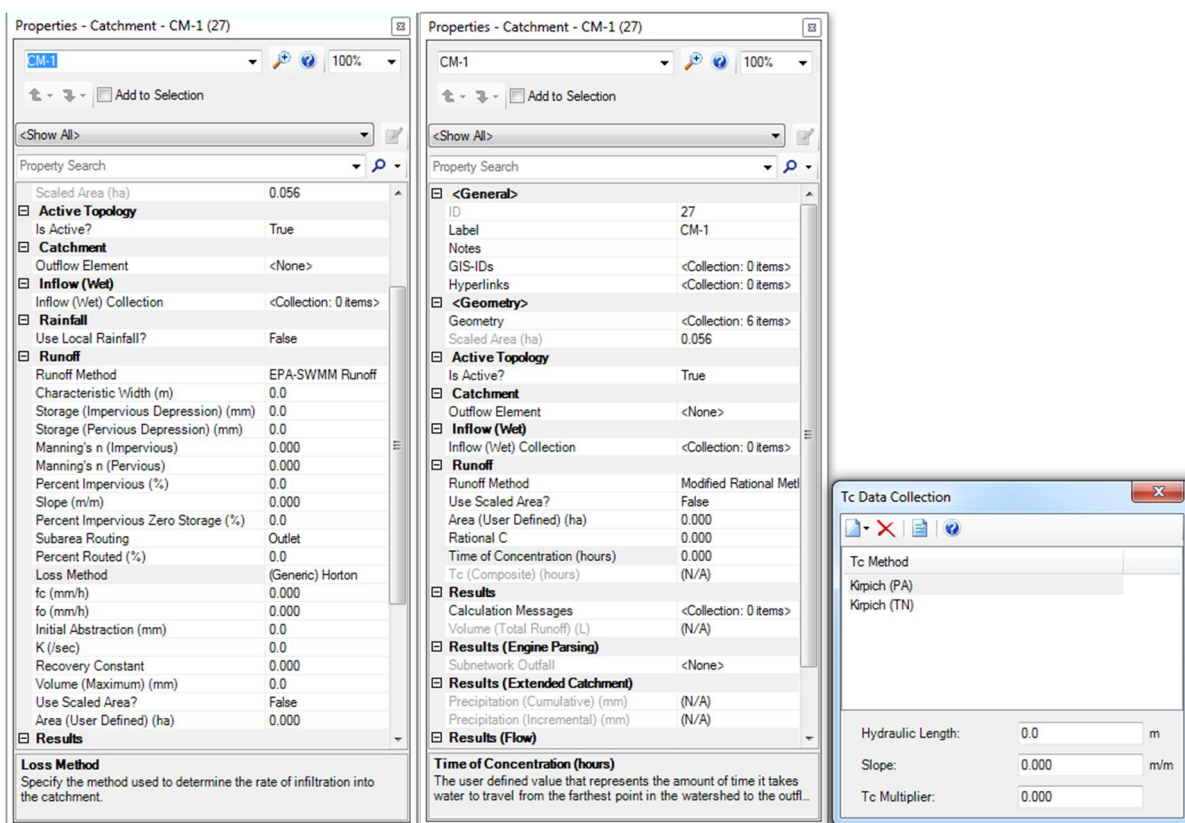 Properties - Catchment - CM-1 (27)
CM-1
100%
Add to Selection
<Show All>
Property Search
Scaled Area (ha) 0.056
Active Topology
Is Active? True
Catchment
Outflow Element <None>
Inflow (Wet)
Inflow (Wet) Collection <Collection: 0 items>
Rainfall
Use Local Rainfall? False
Runoff
Runoff Method EPA-SWMM Runoff
Characteristic Width (m) 0.0
Storage (Impervious Depression) (mm) 0.0
Storage (Pervious Depression) (mm) 0.0
Manning's n (Impervious) 0.000
Manning's n (Pervious) 0.000
Percent Impervious (%) 0.0
Slope (m/m) 0.000
Percent Impervious Zero Storage (%) 0.0
Subarea Routing Outlet
Percent Routed (%) 0.0
Loss Method (Generic) Horton
fc (mm/h) 0.000
fo (mm/h) 0.000
Initial Abstraction (mm) 0.0
K (/sec) 0.0
Recovery Constant 0.000
Volume (Maximum) (mm) 0.0
Use Scaled Area? False
Area (User Defined) (ha) 0.000
Results
Loss Method
Specify the method used to determine the rate of infiltration into
the catchment.
Properties - Catchment - CM-1 (27)
CM-1
100%
Add to Selection
<Show All>
Property Search
<General>
ID 27
Label CM-1
Notes
GIS-IDs <Collection: 0 items>
Hyperlinks <Collection: 0 items>
<Geometry>
Geometry <Collection: 6 items>
Scaled Area (ha) 0.056
Active Topology
Is Active? True
Catchment
Outflow Element <None>
Inflow (Wet)
Inflow (Wet) Collection <Collection: 0 items>
Runoff
Runoff Method Modified Rational Metl
Use Scaled Area? False
Area (User Defined) (ha) 0.000
Rational C 0.000
Time of Concentration (hours) 0.000
Tc (Composite) (hours) (N/A)
Results
Calculation Messages <Collection: 0 items>
Volume (Total Runoff) (L) (N/A)
Results (Engine Parsing)
Subnetwork Outfall <None>
Results (Extended Catchment)
Precipitation (Cumulative) (mm) (N/A)
Precipitation (Incremental) (mm) (N/A)
Results (Flow)
Time of Concentration (hours)
The user defined value that represents the amount of time it takes
water to travel from the farthest point in the watershed to the outfl...
Tc Data Collection
Tc Method
Kirpich (PA)
Kirpich (TN)
Hydraulic Length: 0.0 m
Slope: 0.000 m/m
Tc Multiplier: 0.000